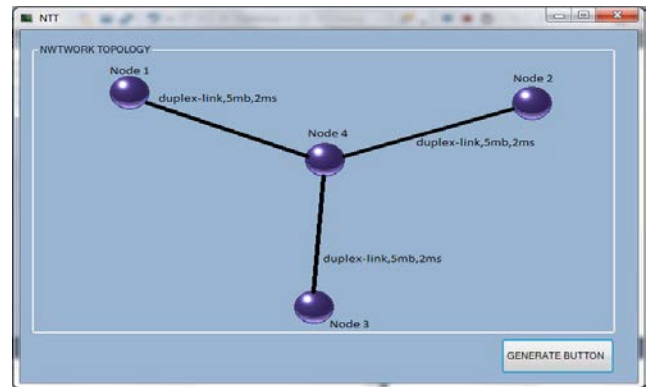 NTT
NWTWORK TOPOLOGY
Node 1
Node 2
duplex-link,5mb,2ms
Node 4
duplex-link,5mb,2ms
duplex-link,5mb,2ms
Node 3
GENERATE BUTTON